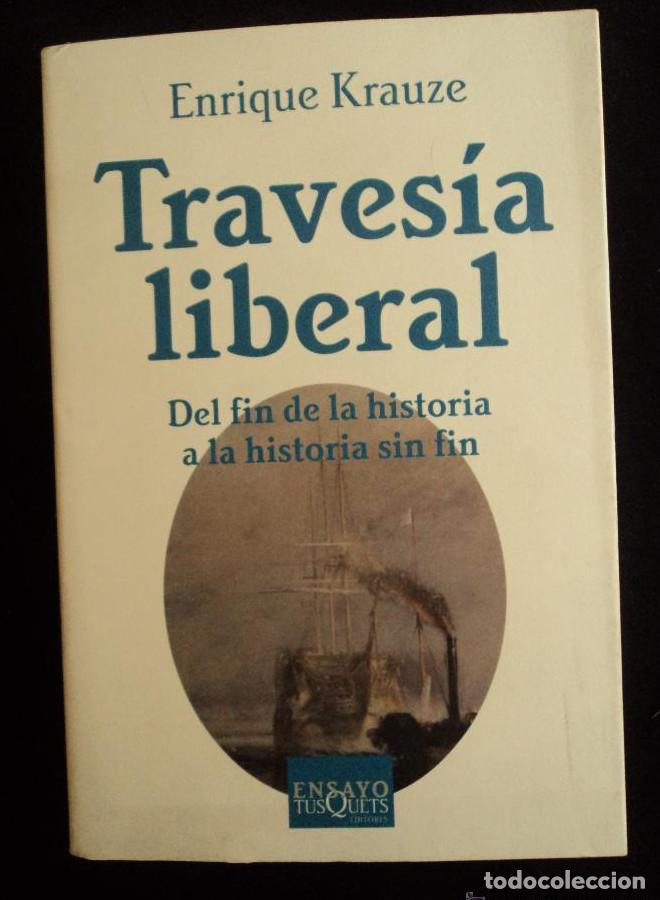 Enrique Krauze
Travesía
liberal
Del fin de la historia
a la historia sin fin
ENSAYO
TUSQUETS
EDITORES
todocoleccion